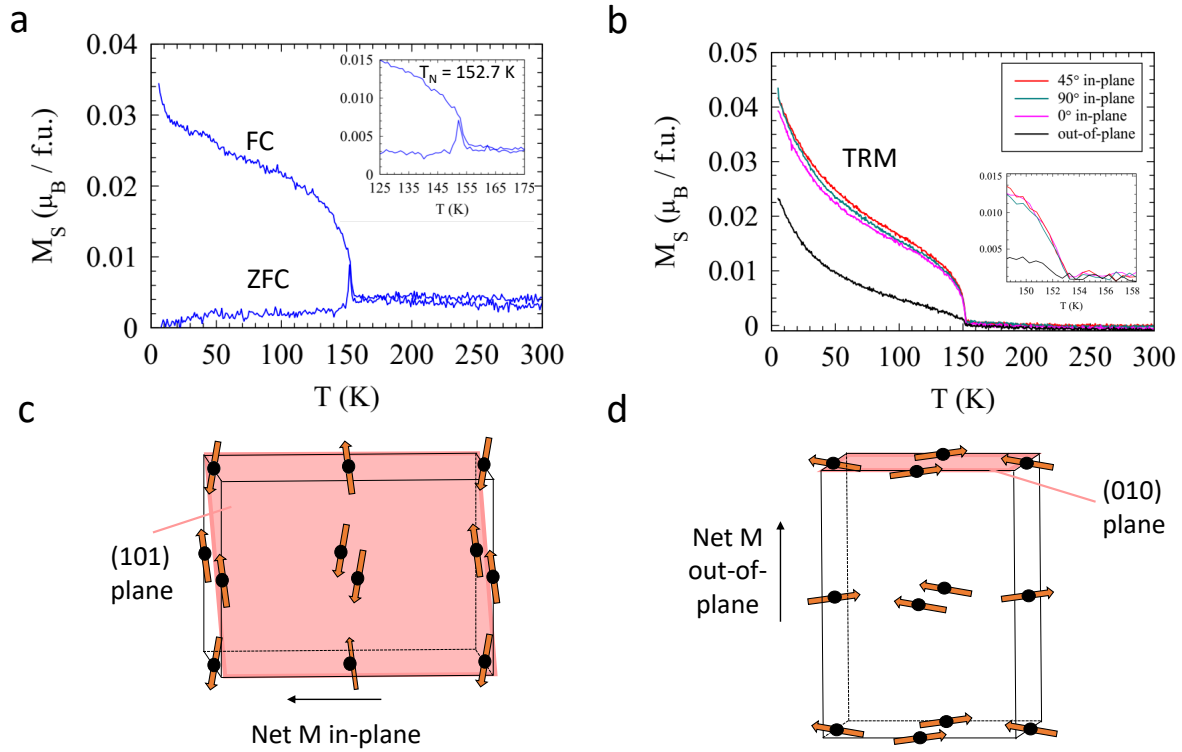 a
0.04
0.03
0.02
0.01
0
M_S (μ_B / f.u.)
FC
ZFC
0 50 100 150 200 250 300
T (K)
T_N = 152.7 K
0.015
0.010
0.005
0
125 135 145 155 165 175
T (K)
b
0.05
0.04
0.03
0.02
0.01
0
M_S (μ_B / f.u.)
TRM
45° in-plane
90° in-plane
0° in-plane
out-of-plane
0 50 100 150 200 250 300
T (K)
0.015
0.010
0.005
150 152 154 156 158
T (K)
c
(101)
plane
Net M in-plane
d
(010)
plane
Net M
out-of-
plane